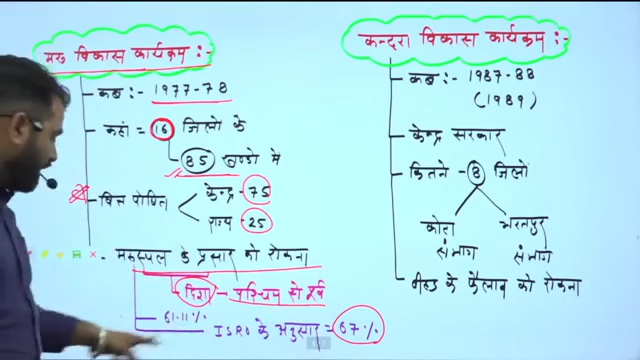 मरु विकास कार्यक्रम :-
कब :- 1977-78
कहां = 16 जिलों के
85 खण्डो में
वित्त पोषित
केन्द्र - 75
राज्य - 25
मरुस्थल के प्रसार को रोकना
दिशा - पश्चिम से पूर्व
61.11%
ISRO के अनुसार = 67%
कन्दरा विकास कार्यक्रम :-
कब :- 1987-88
(1989)
केन्द्र सरकार
कितने - 8 जिलों
कोटा संभाग
भरतपुर संभाग
बीहड के फैलाव को रोकना